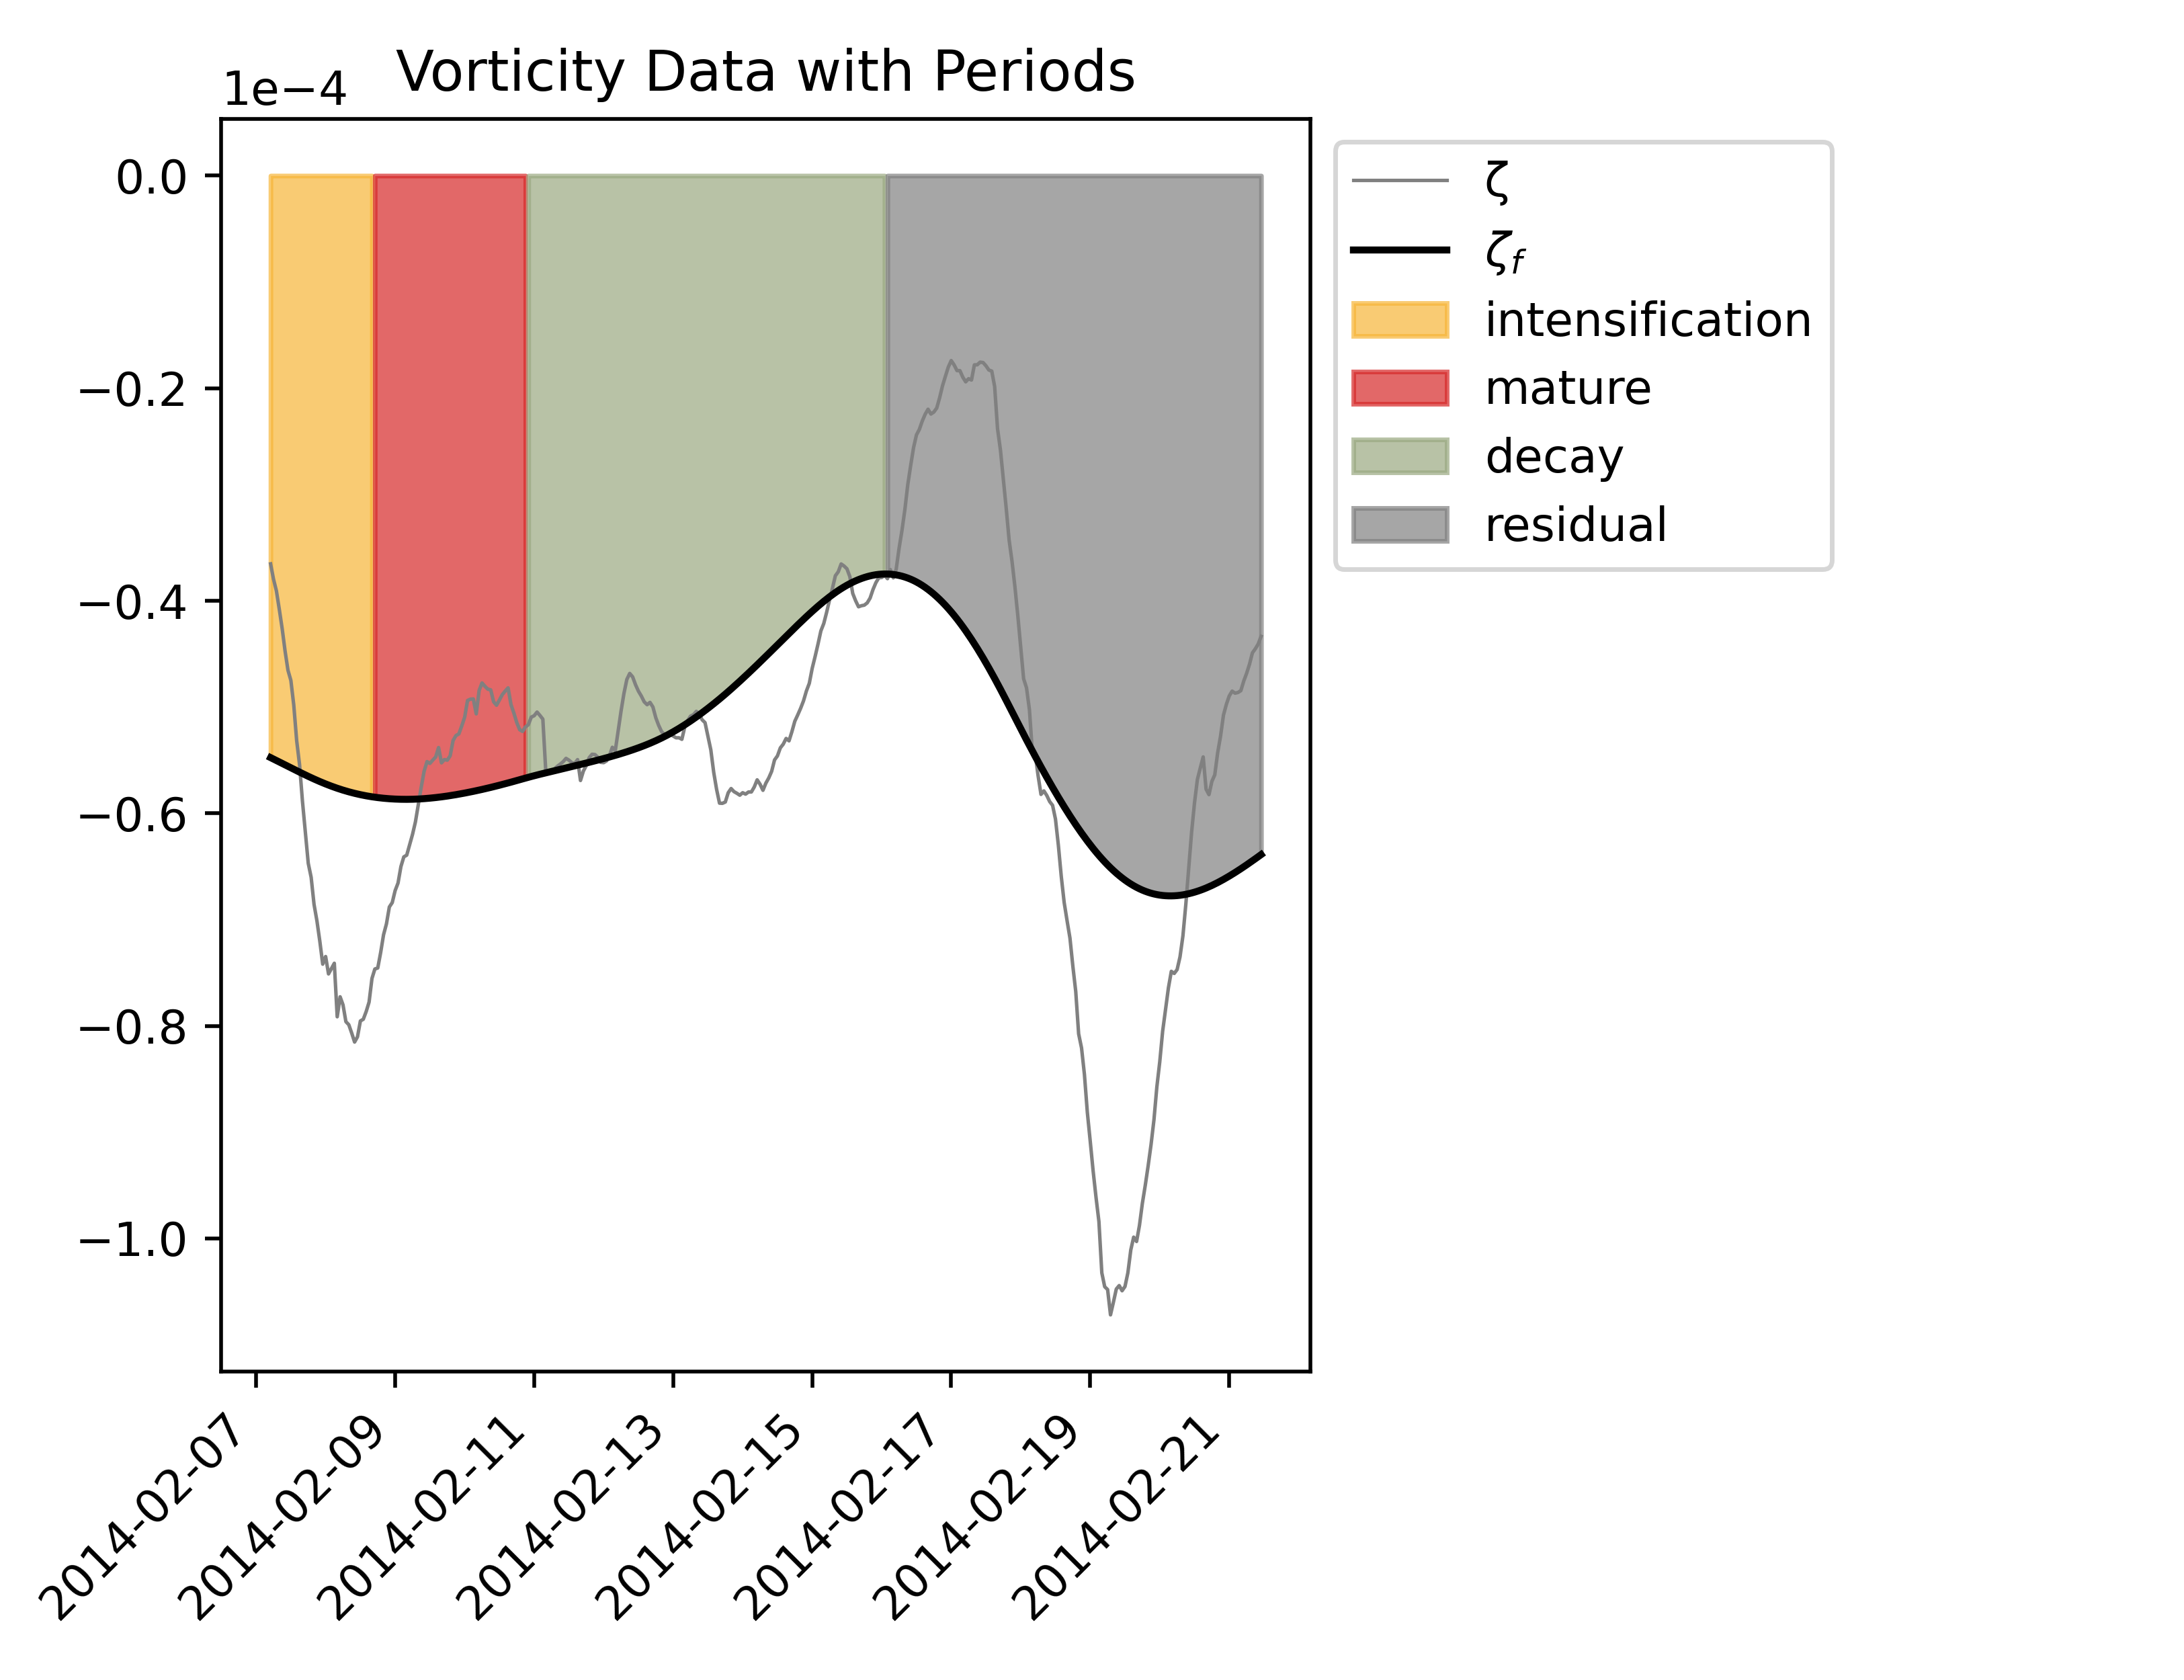 Vorticity Data with Periods
1e−4
0.0
−0.2
−0.4
−0.6
−0.8
−1.0
2014-02-07
2014-02-09
2014-02-11
2014-02-13
2014-02-15
2014-02-17
2014-02-19
2014-02-21
ζ
ζf
intensification
mature
decay
residual